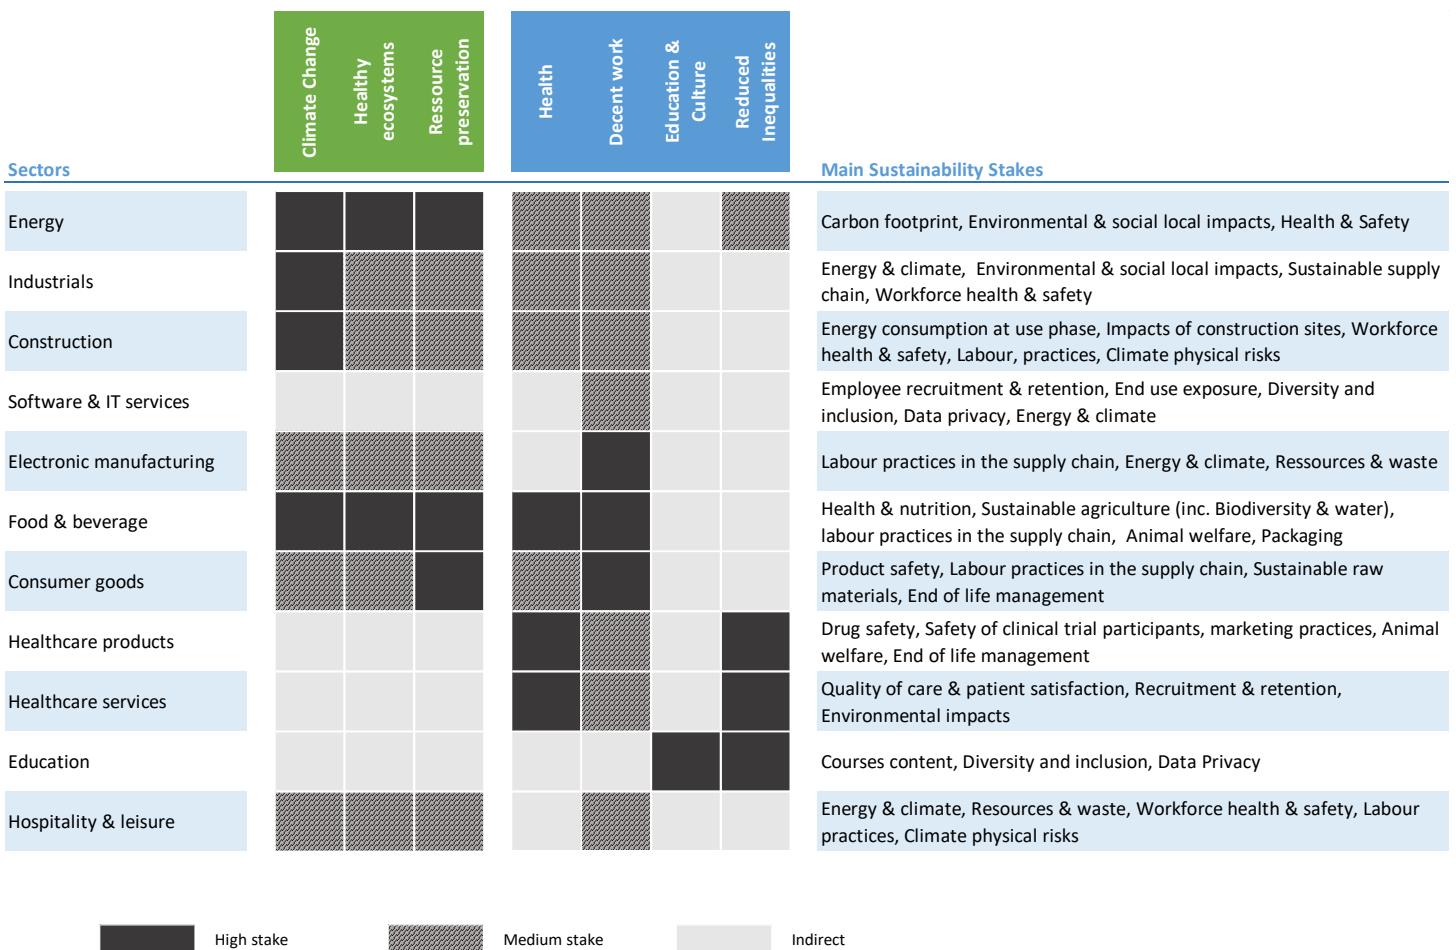 Climate Change
Healthy
ecosystems
Ressource
preservation
Health
Decent work
Education &
Culture
Reduced
Inequalities
Sectors
Main Sustainability Stakes
Energy
Carbon footprint, Environmental & social local impacts, Health & Safety
Industrials
Energy & climate,  Environmental & social local impacts, Sustainable supply
chain, Workforce health & safety
Construction
Energy consumption at use phase, Impacts of construction sites, Workforce
health & safety, Labour, practices, Climate physical risks
Software & IT services
Employee recruitment & retention, End use exposure, Diversity and
inclusion, Data privacy, Energy & climate
Electronic manufacturing
Labour practices in the supply chain, Energy & climate, Ressources & waste
Food & beverage
Health & nutrition, Sustainable agriculture (inc. Biodiversity & water),
labour practices in the supply chain,  Animal welfare, Packaging
Consumer goods
Product safety, Labour practices in the supply chain, Sustainable raw
materials, End of life management
Healthcare products
Drug safety, Safety of clinical trial participants, marketing practices, Animal
welfare, End of life management
Healthcare services
Quality of care & patient satisfaction, Recruitment & retention,
Environmental impacts
Education
Courses content, Diversity and inclusion, Data Privacy
Hospitality & leisure
Energy & climate, Resources & waste, Workforce health & safety, Labour
practices, Climate physical risks
High stake
Medium stake
Indirect